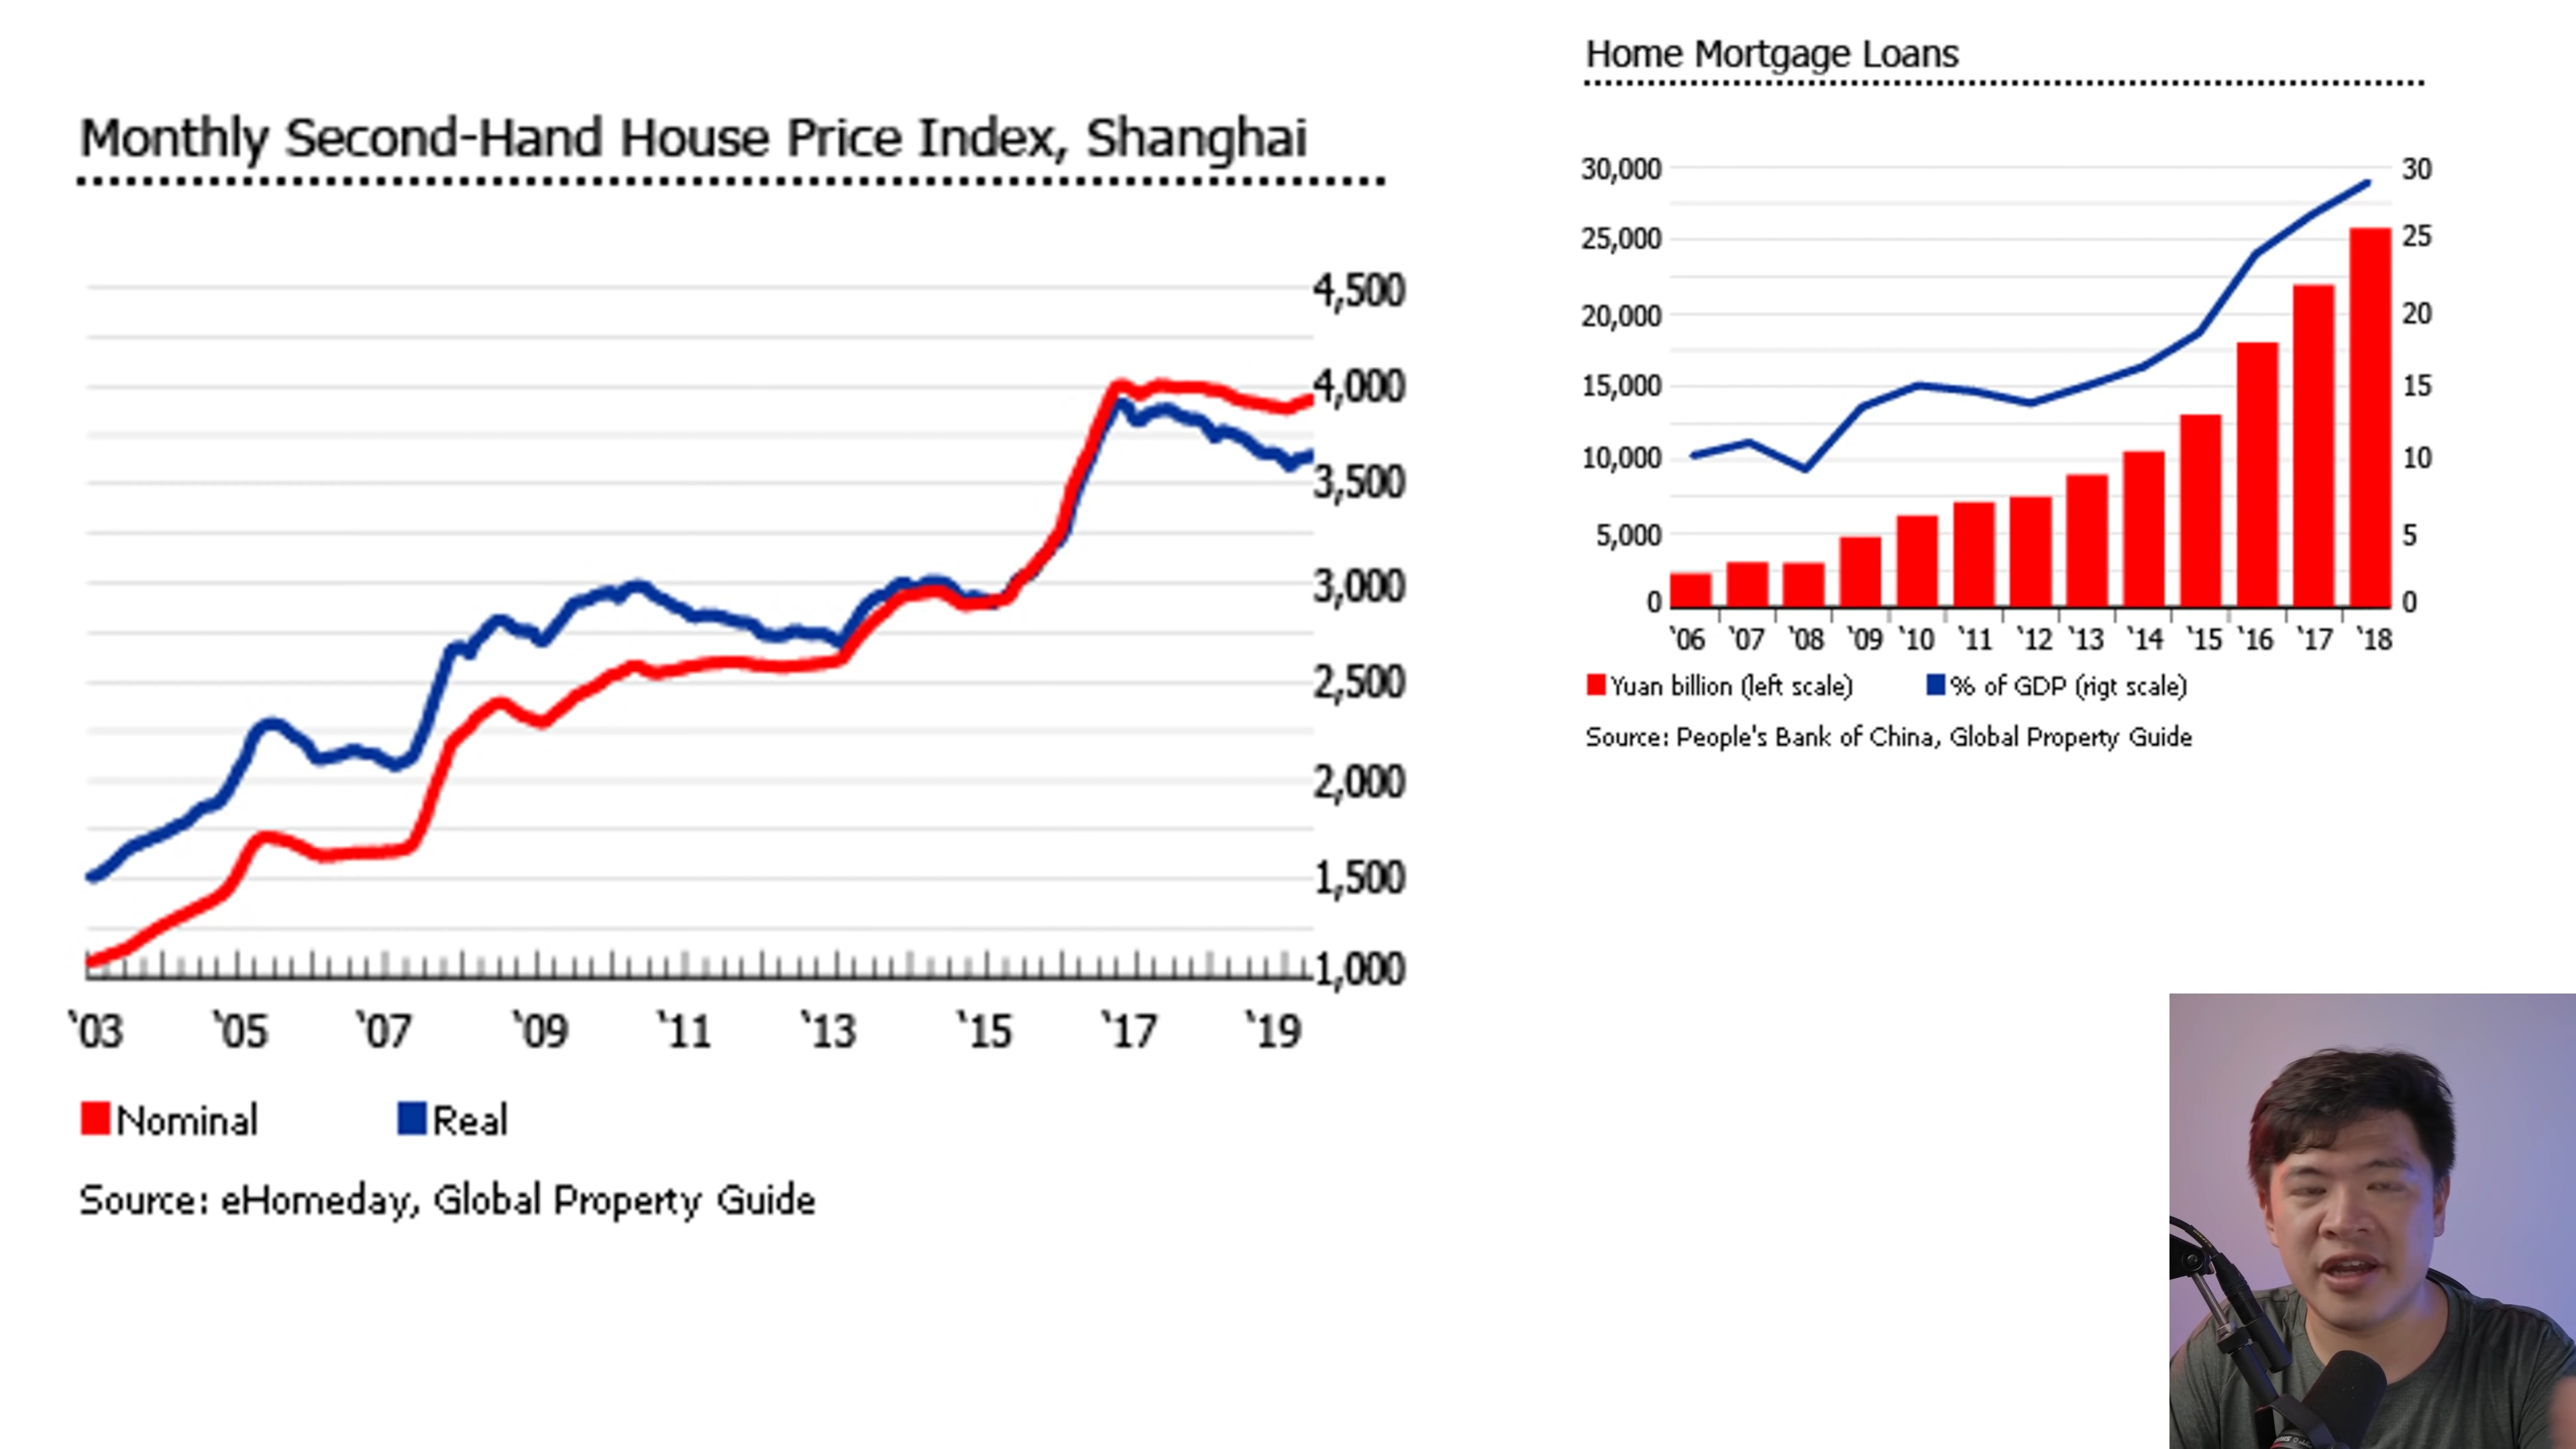 Monthly Second-Hand House Price Index, Shanghai
4,500
4,000
3,500
3,000
2,500
2,000
1,500
1,000
‘03 ‘05 ‘07 ‘09 ‘11 ‘13 ‘15 ‘17 ‘19
Nominal Real
Source: eHomeday, Global Property Guide
Home Mortgage Loans
30,000 30
25,000 25
20,000 20
15,000 15
10,000 10
5,000 5
0 0
‘06 ‘07 ‘08 ‘09 ‘10 ‘11 ‘12 ‘13 ‘14 ‘15 ‘16 ‘17 ‘18
Yuan billion (left scale) % of GDP (rigt scale)
Source: People's Bank of China, Global Property Guide